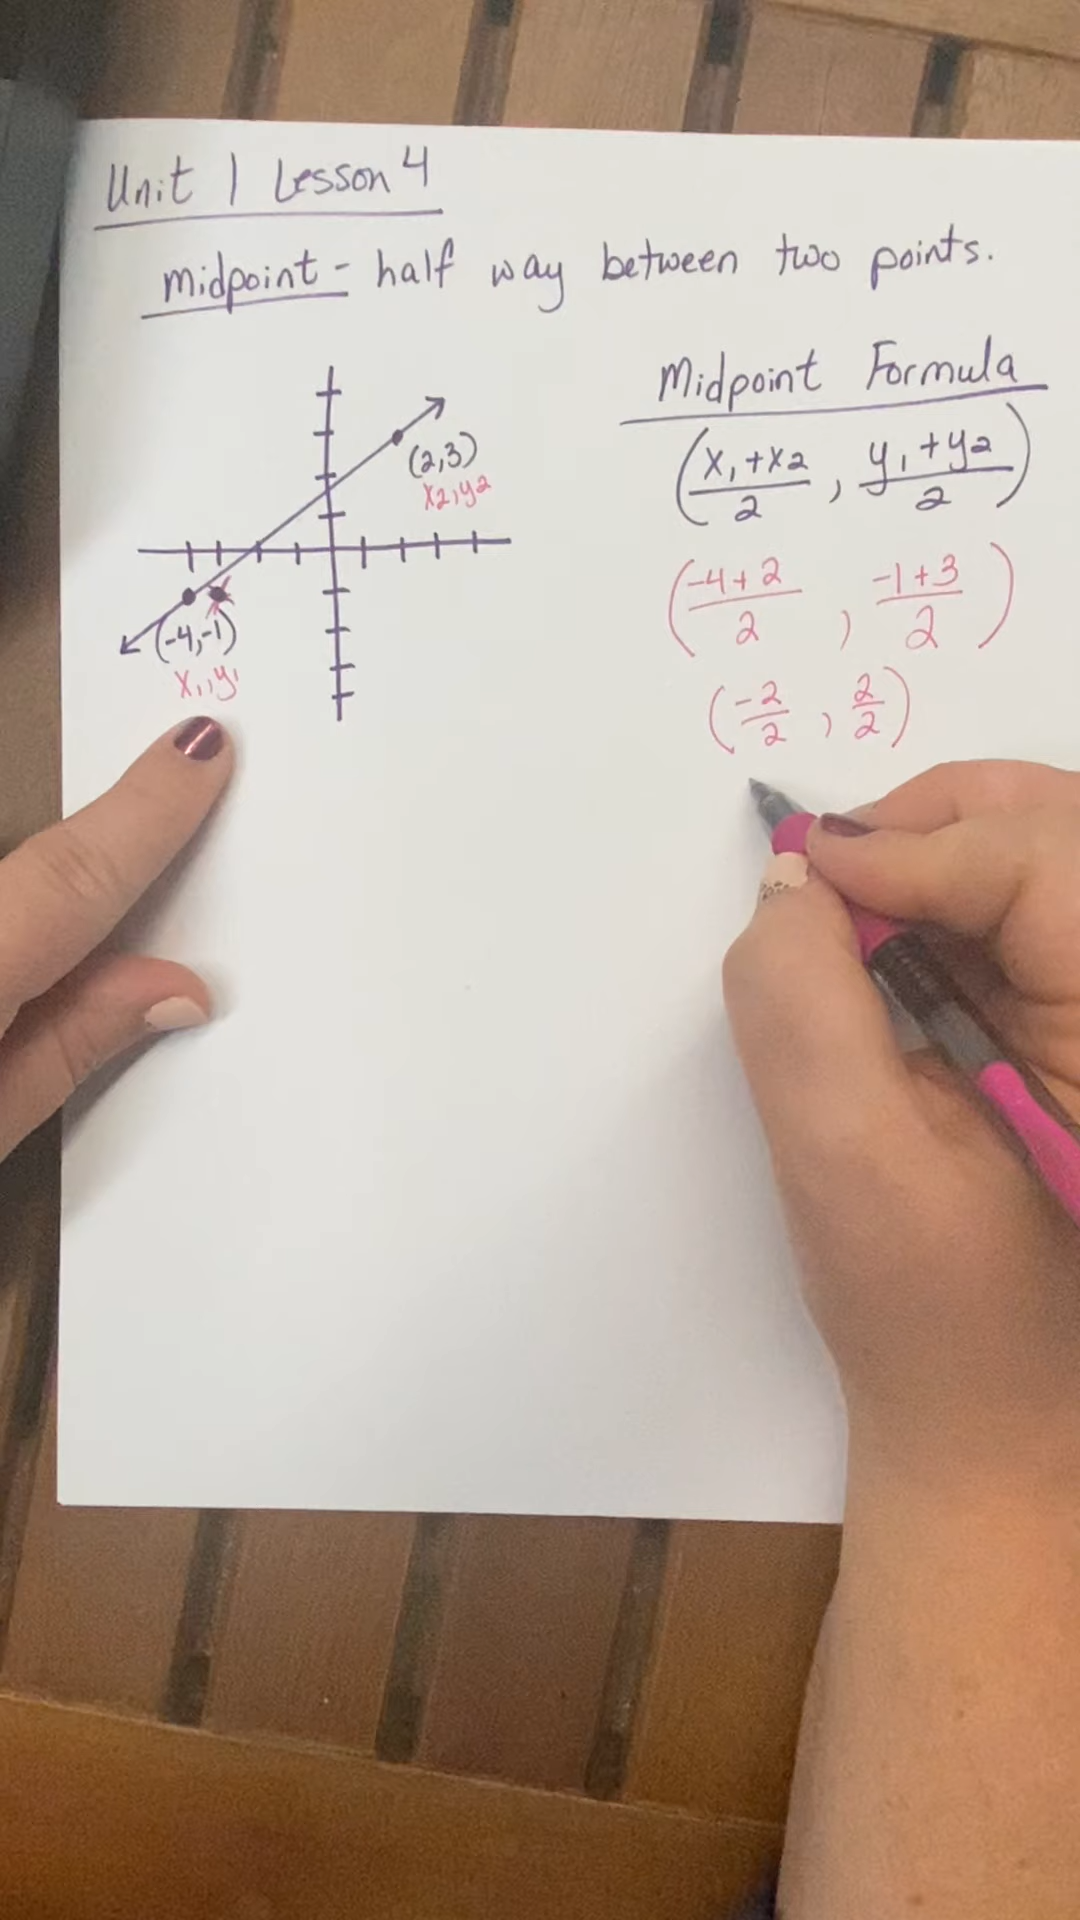 Unit 1 Lesson 4
midpoint - half way between two points.
(2,3)
x2,y2
(-4,-1)
x1,y1
Midpoint Formula
(x1+x2/2, y1+y2/2)
(-4+2/2, -1+3/2)
(-2/2, 2/2)